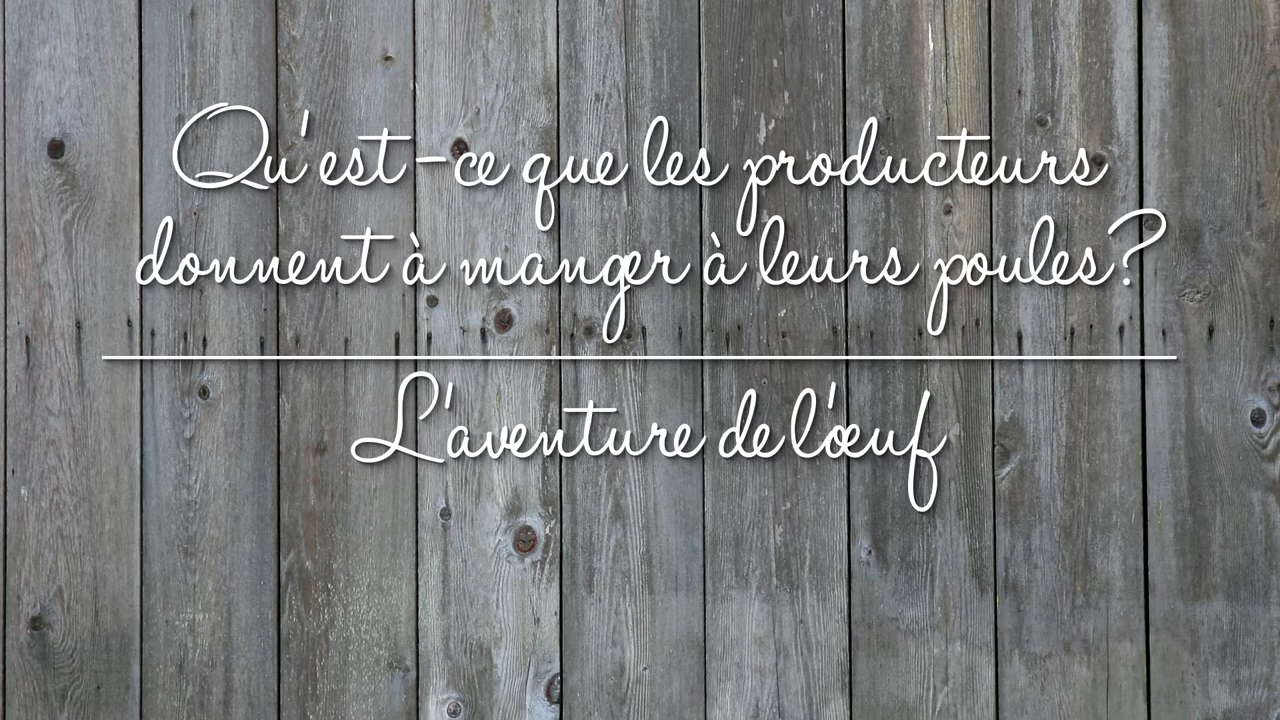 Qu'est-ce que les producteurs
donnent à manger à leurs poules?
L'aventure de l'œuf